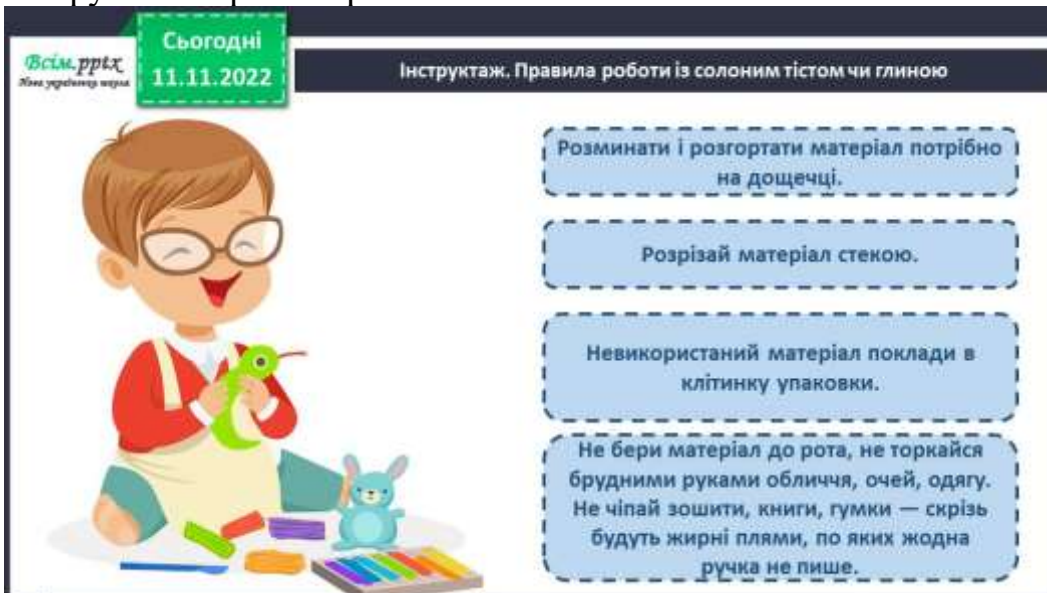 Сьогодні
11.11.2022
Всім.pptx
Нова українська школа
Інструктаж. Правила роботи із солоним тістом чи глиною
Розминати і розгортати матеріал потрібно
на дощечці.
Розрізай матеріал стекою.
Невикористаний матеріал поклади в
клітинку упаковки.
Не бери матеріал до рота, не торкайся
брудними руками обличчя, очей, одягу.
Не чіпай зошити, книги, гумки — скрізь
будуть жирні плями, по яких жодна
ручка не пише.